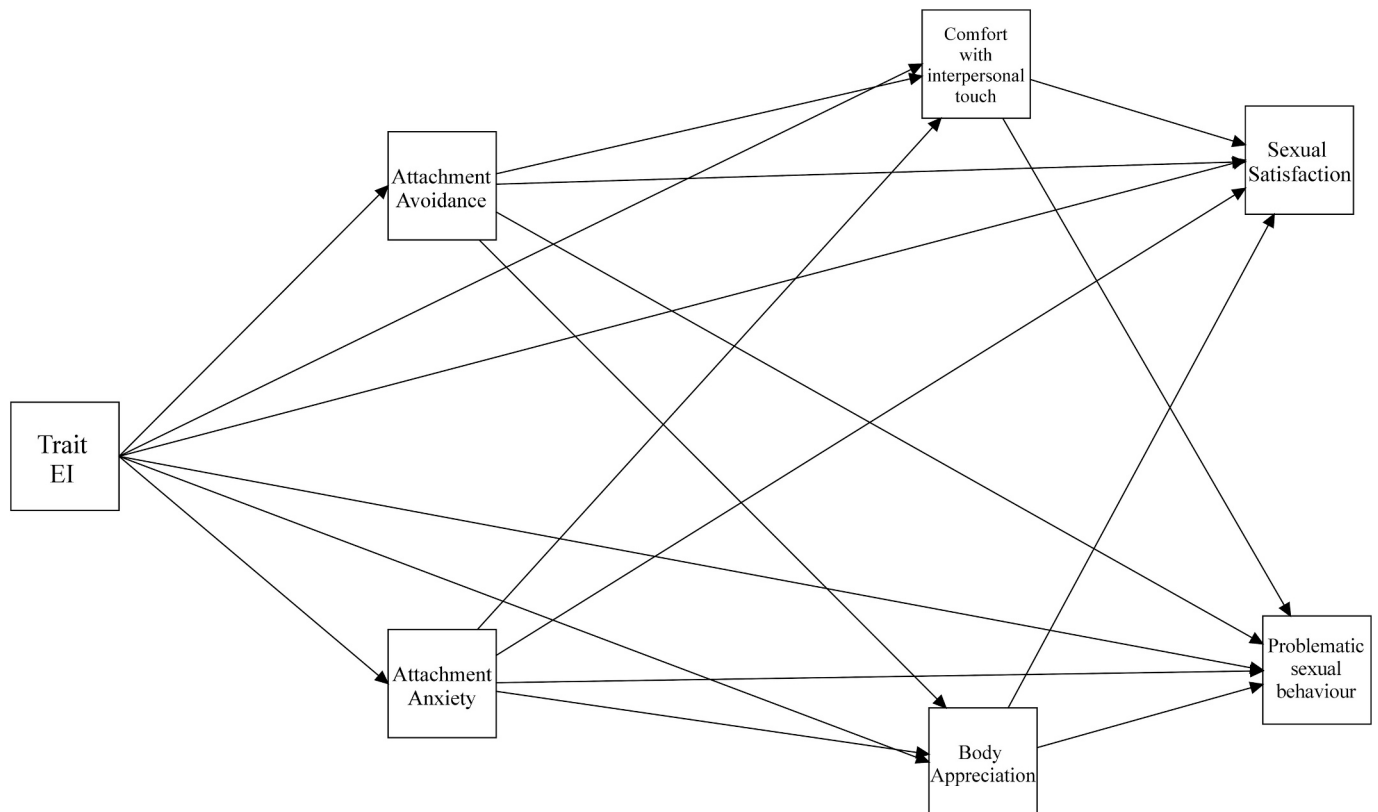 Comfort
with
interpersonal
touch
Sexual
Satisfaction
Attachment
Avoidance
Trait
EI
Attachment
Anxiety
Problematic
sexual
behaviour
Body
Appreciation